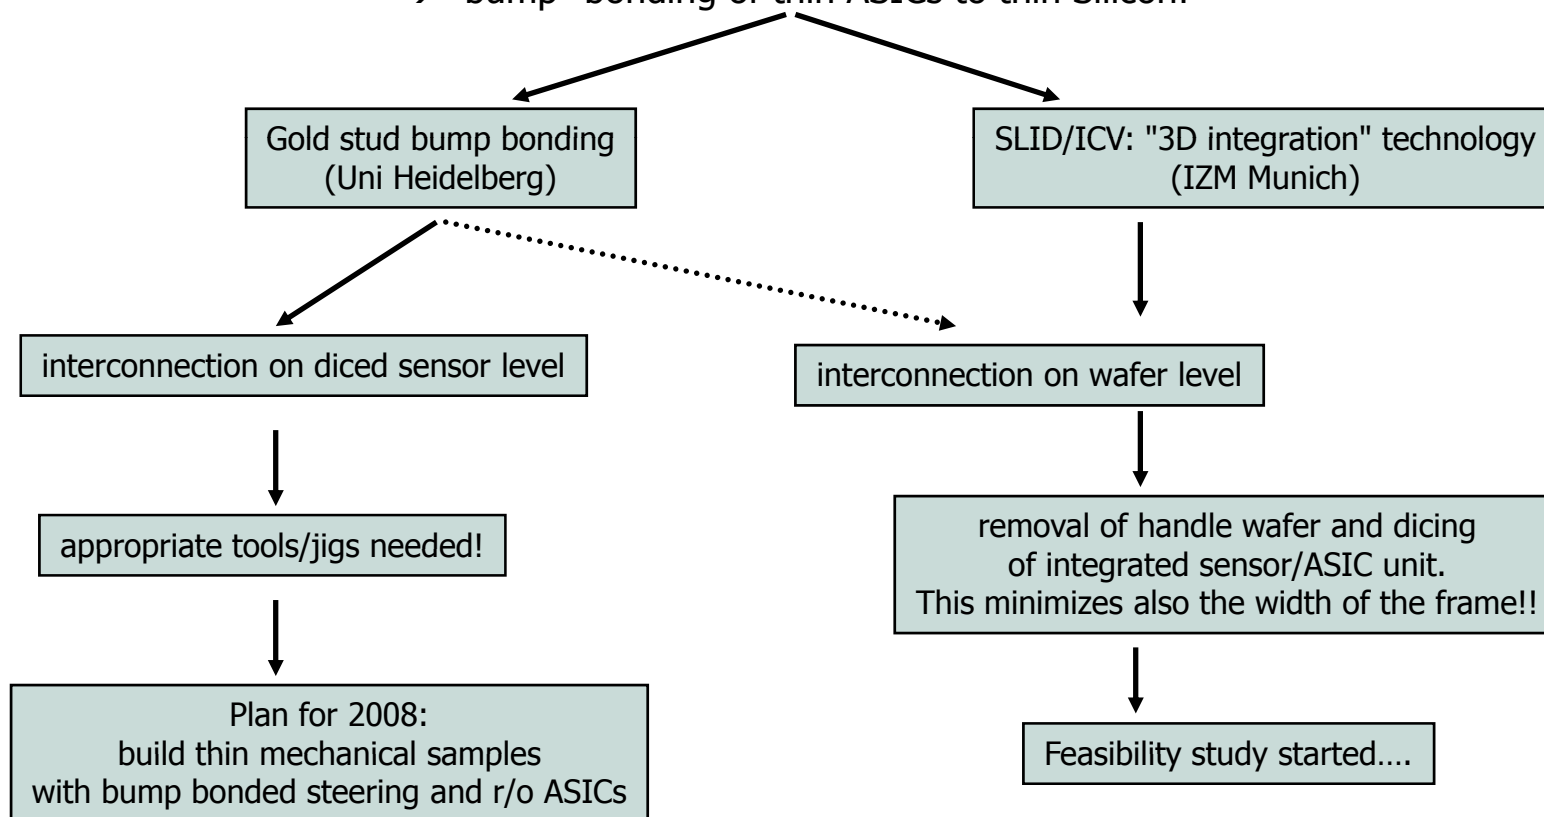 "bump" bonding of thin ASICs to thin Silicon!
Gold stud bump bonding
(Uni Heidelberg)
SLID/ICV: "3D integration" technology
(IZM Munich)
interconnection on diced sensor level
interconnection on wafer level
appropriate tools/jigs needed!
removal of handle wafer and dicing
of integrated sensor/ASIC unit.
This minimizes also the width of the frame!!
Plan for 2008:
build thin mechanical samples
with bump bonded steering and r/o ASICs
Feasibility study started….